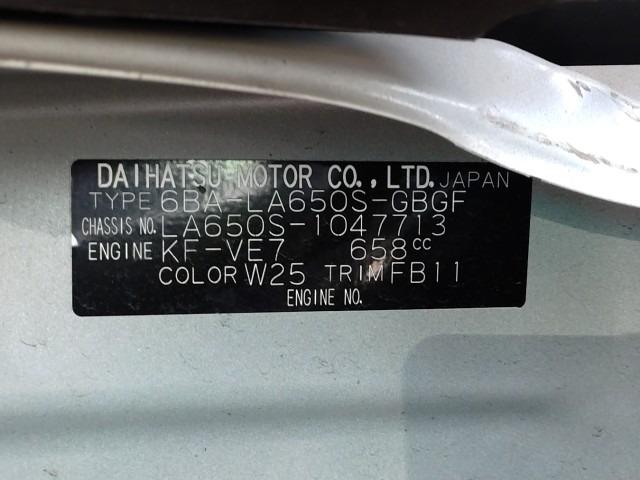 DAIHATSU MOTOR CO., LTD. JAPAN
TYPE 6BA-LA650S-GBGF
CHASSIS NO. LA650S-1047713
ENGINE KF-VE7 658CC
COLOR W25 TRIM FB11
ENGINE NO.